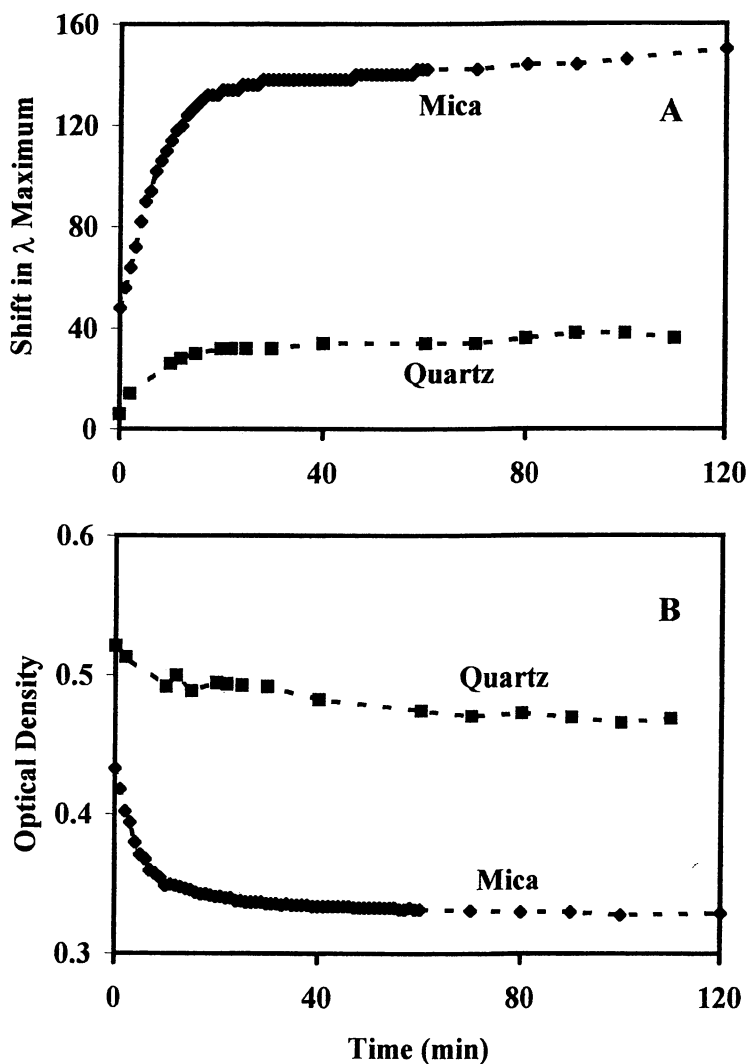 160
120
80
40
0
Shift in λ Maximum
A
Mica
Quartz
0 40 80 120
0.6
0.5
0.4
0.3
Optical Density
B
Quartz
Mica
0 40 80 120
Time (min)